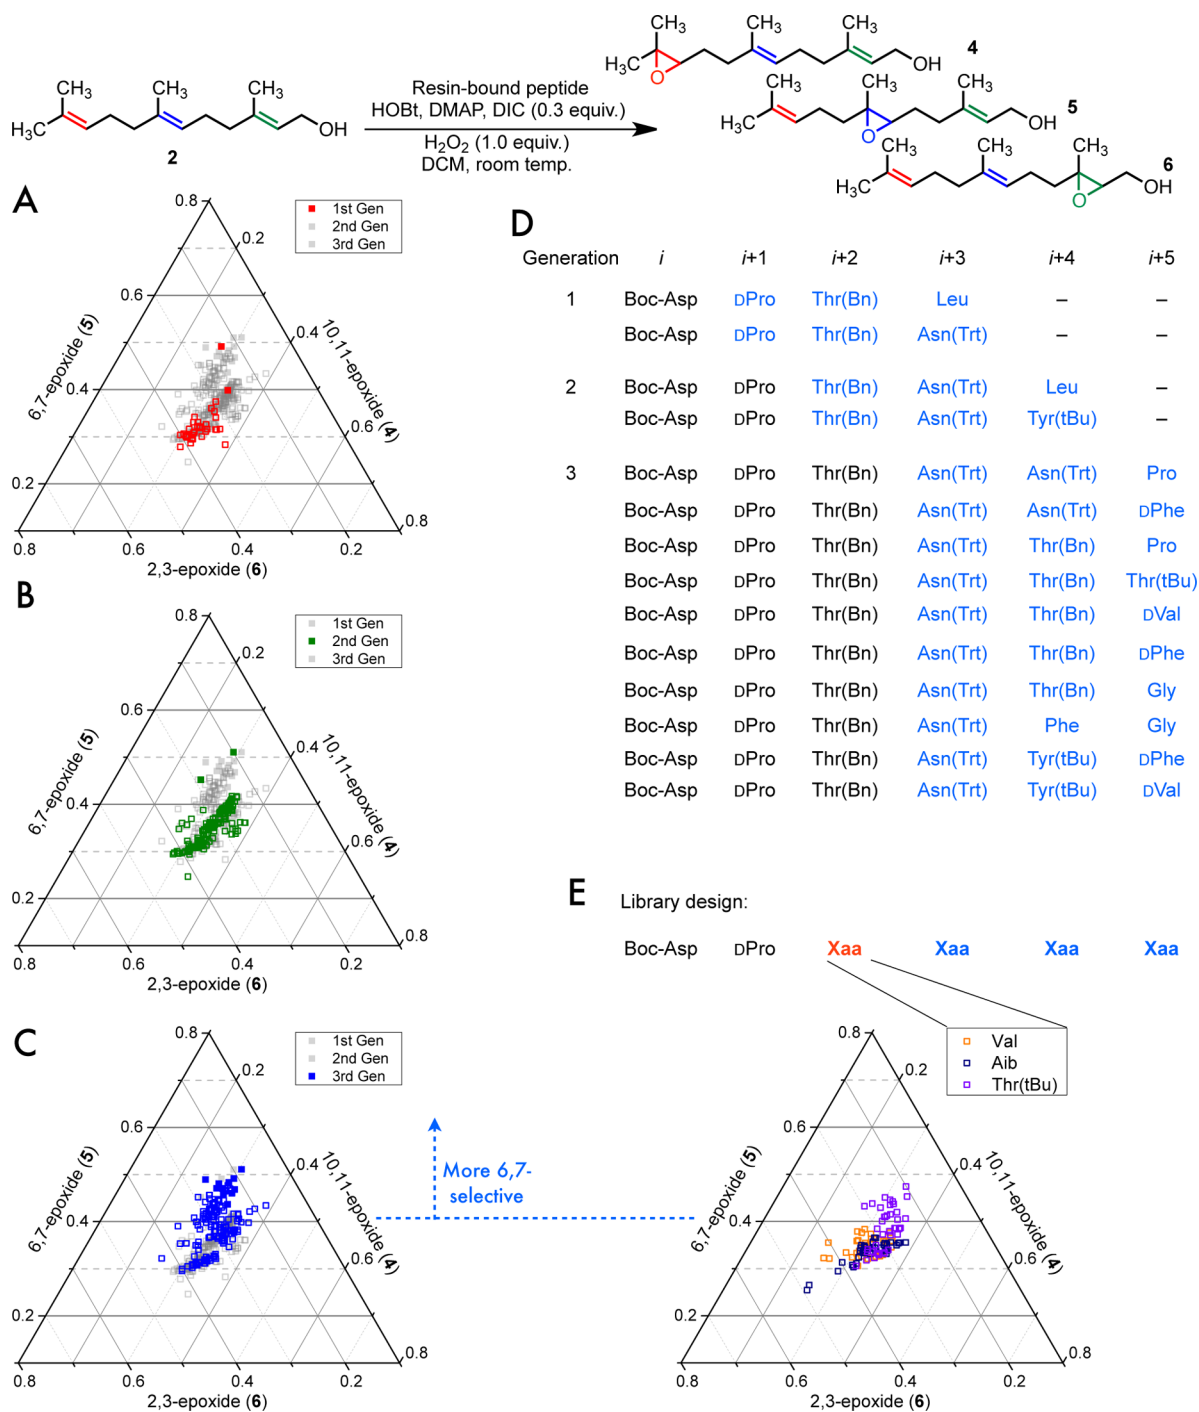 CH₃
H₃C
CH₃
CH₃
OH
2
Resin-bound peptide
HOBt, DMAP, DIC (0.3 equiv.)
H₂O₂ (1.0 equiv.)
DCM, room temp.
CH₃
H₃C
O
CH₃
CH₃
OH
4
CH₃
H₃C
CH₃
O
CH₃
OH
5
CH₃
H₃C
CH₃
CH₃
O
OH
6
A
1st Gen
2nd Gen
3rd Gen
0.8
0.6
0.4
0.2
0.2
0.4
0.6
0.8
0.8
0.6
0.4
0.2
6,7-epoxide (5)
10,11-epoxide (4)
2,3-epoxide (6)
B
1st Gen
2nd Gen
3rd Gen
0.8
0.6
0.4
0.2
0.2
0.4
0.6
0.8
0.8
0.6
0.4
0.2
6,7-epoxide (5)
10,11-epoxide (4)
2,3-epoxide (6)
C
1st Gen
2nd Gen
3rd Gen
0.8
0.6
0.4
0.2
0.2
0.4
0.6
0.8
0.8
0.6
0.4
0.2
6,7-epoxide (5)
10,11-epoxide (4)
2,3-epoxide (6)
More 6,7-
selective
D
Generation i i+1 i+2 i+3 i+4 i+5
1 Boc-Asp DPro Thr(Bn) Leu – –
Boc-Asp DPro Thr(Bn) Asn(Trt) – –
2 Boc-Asp DPro Thr(Bn) Asn(Trt) Leu –
Boc-Asp DPro Thr(Bn) Asn(Trt) Tyr(tBu) –
3 Boc-Asp DPro Thr(Bn) Asn(Trt) Asn(Trt) Pro
Boc-Asp DPro Thr(Bn) Asn(Trt) Asn(Trt) DPhe
Boc-Asp DPro Thr(Bn) Asn(Trt) Thr(Bn) Pro
Boc-Asp DPro Thr(Bn) Asn(Trt) Thr(Bn) Thr(tBu)
Boc-Asp DPro Thr(Bn) Asn(Trt) Thr(Bn) DVal
Boc-Asp DPro Thr(Bn) Asn(Trt) Thr(Bn) DPhe
Boc-Asp DPro Thr(Bn) Asn(Trt) Thr(Bn) Gly
Boc-Asp DPro Thr(Bn) Asn(Trt) Phe Gly
Boc-Asp DPro Thr(Bn) Asn(Trt) Tyr(tBu) DPhe
Boc-Asp DPro Thr(Bn) Asn(Trt) Tyr(tBu) DVal
E
Library design:
Boc-Asp DPro Xaa Xaa Xaa Xaa
Val
Aib
Thr(tBu)
0.8
0.6
0.4
0.2
0.2
0.4
0.6
0.8
0.8
0.6
0.4
0.2
6,7-epoxide (5)
10,11-epoxide (4)
2,3-epoxide (6)